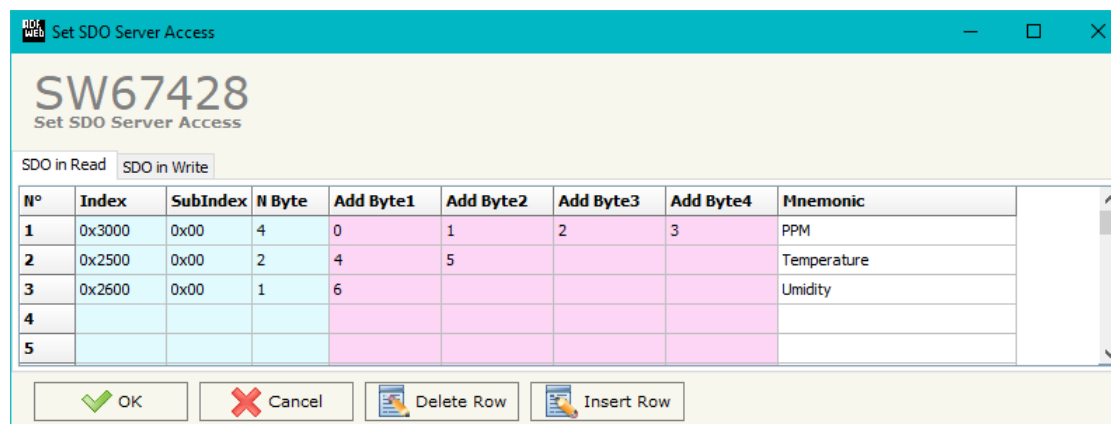 ADF WEB Set SDO Server Access
SW67428
Set SDO Server Access
SDO in Read SDO in Write
N° Index SubIndex N Byte Add Byte1 Add Byte2 Add Byte3 Add Byte4 Mnemonic
1 0x3000 0x00 4 0 1 2 3 PPM
2 0x2500 0x00 2 4 5 Temperature
3 0x2600 0x00 1 6 Umidity
4
5
OK Cancel Delete Row Insert Row